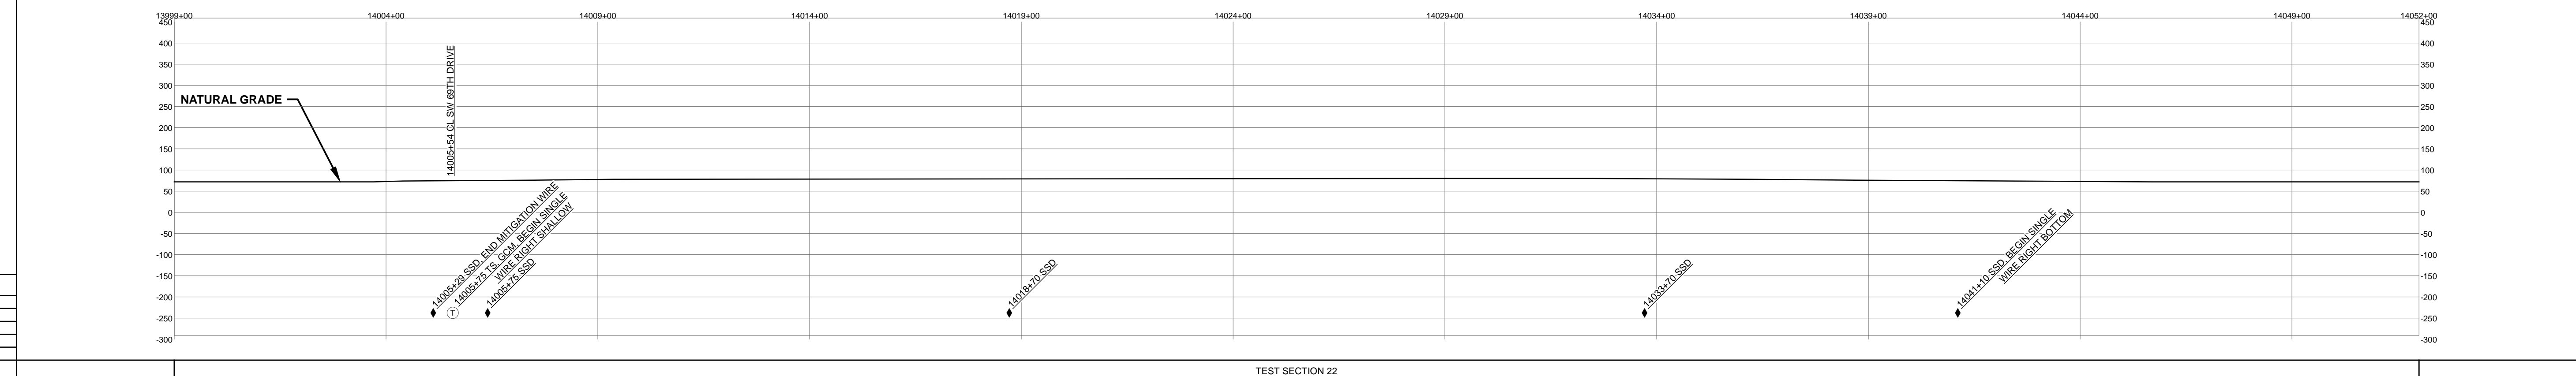 13999+00 14004+00 14009+00 14014+00 14019+00 14024+00 14029+00 14034+00 14039+00 14044+00 14049+00 14052+00
450 450
400 400
350 350
300 300
250 250
200 200
150 150
100 100
50 50
0 0
-50 -50
-100 -100
-150 -150
-200 -200
-250 -250
-300 -300
NATURAL GRADE
14005+54 CL SW 69TH DRIVE
14005+29 SSD, END MITIGATION WIRE
14005+75 TS, GCM, BEGIN SINGLE
WIRE RIGHT SHALLOW
14005+75 SSD
T
14018+70 SSD
14033+70 SSD
14041+10 SSD, BEGIN SINGLE
WIRE RIGHT BOTTOM
TEST SECTION 22